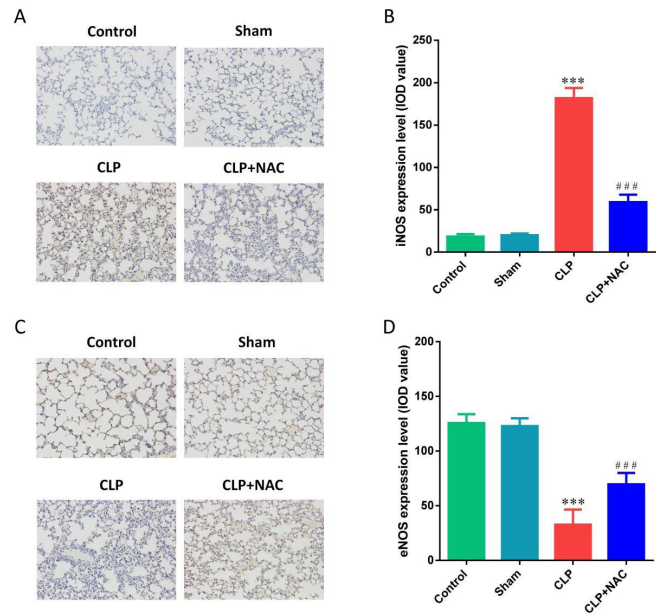 A
Control
Sham
CLP
CLP+NAC
B
iNOS expression level (IOD value)
250
200
150
100
50
0
***
###
Control
Sham
CLP
CLP+NAC
C
Control
Sham
CLP
CLP+NAC
D
eNOS expression level (IOD value)
200
150
100
50
0
***
###
Control
Sham
CLP
CLP+NAC